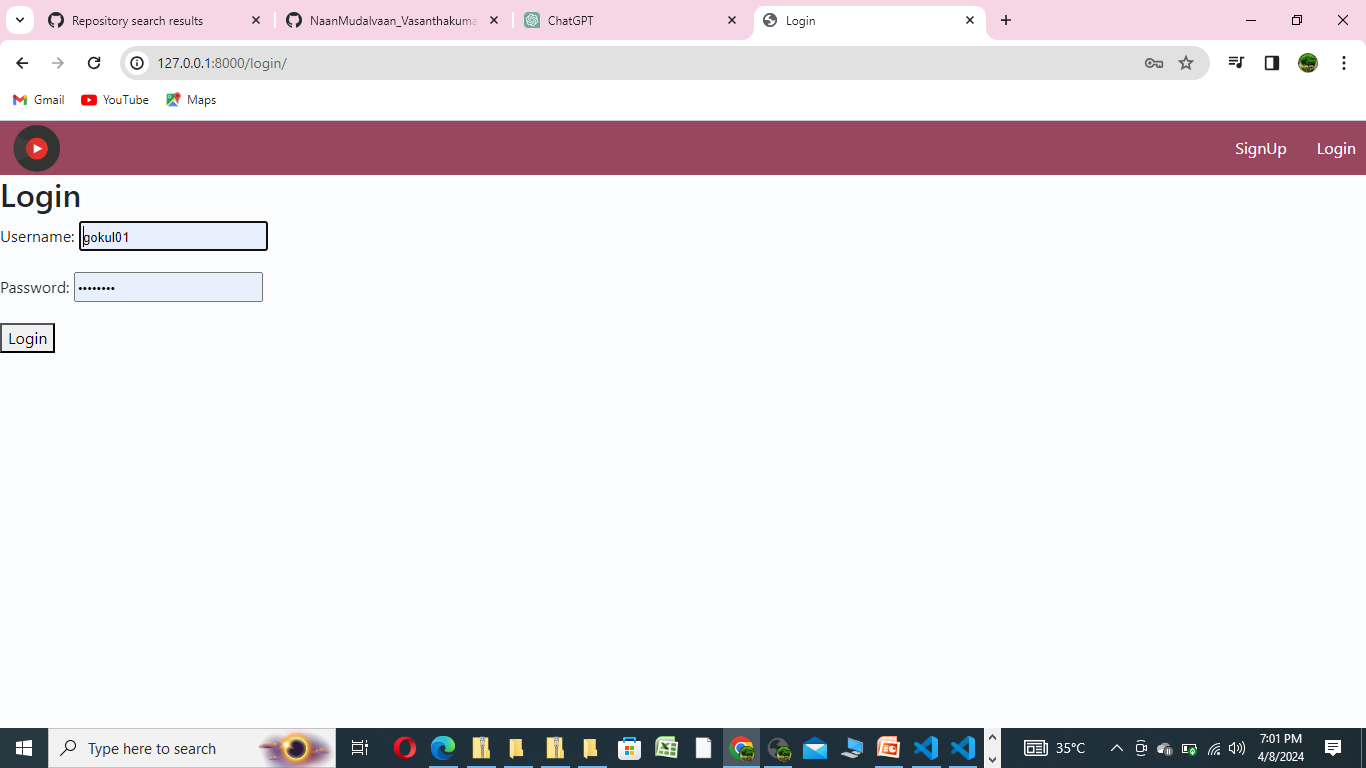 Repository search results
NaanMudalvaan_Vasanthakuma
ChatGPT
Login
127.0.0.1:8000/login/
Gmail
YouTube
Maps
SignUp
Login
Login
Username:
gokul01
Password:
••••••••
Login
Type here to search
35°C
7:01 PM
4/8/2024